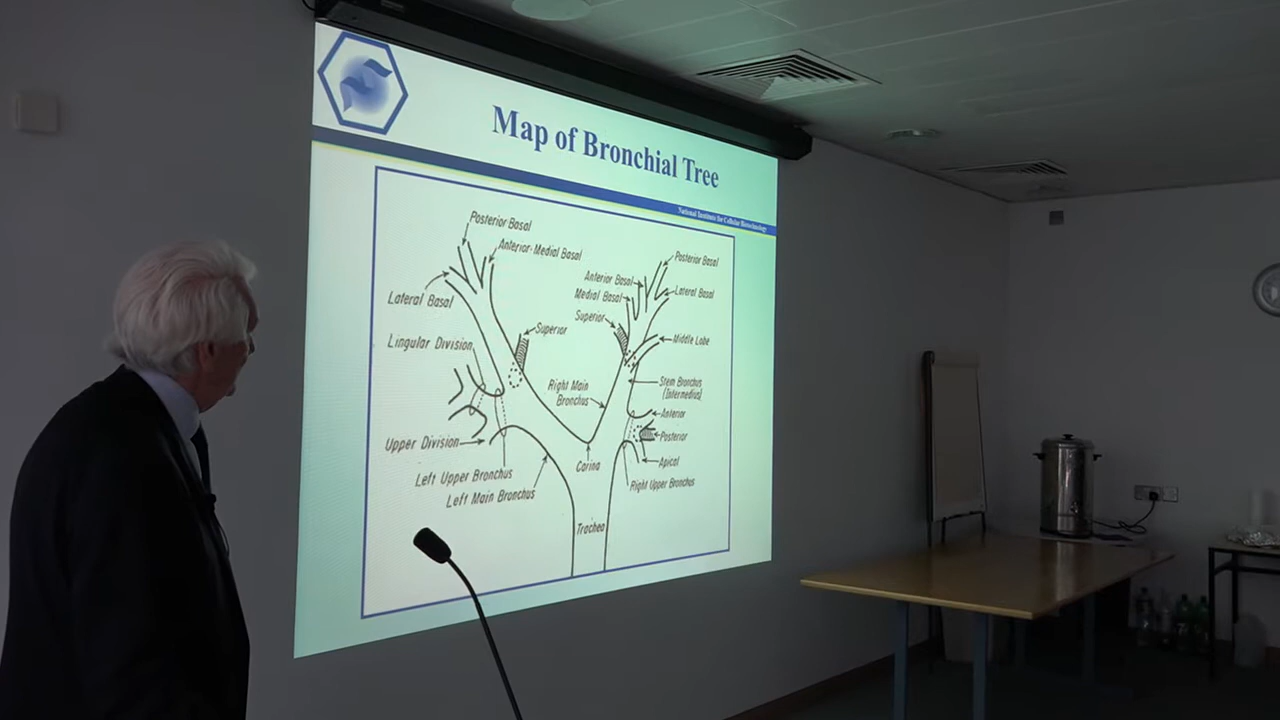 Map of Bronchial Tree
National Institute for Cellular Biotechnology
Posterior Basal
Anterior-Medial Basal
Lateral Basal
Lingular Division
Superior
Upper Division
Left Upper Bronchus
Left Main Bronchus
Posterior Basal
Anterior Basal
Lateral Basal
Medial Basal
Superior
Middle Lobe
Right Main
Bronchus
Stem Bronchus
(Intermedius)
Anterior
Posterior
Apical
Carina
Right Upper Bronchus
Trachea